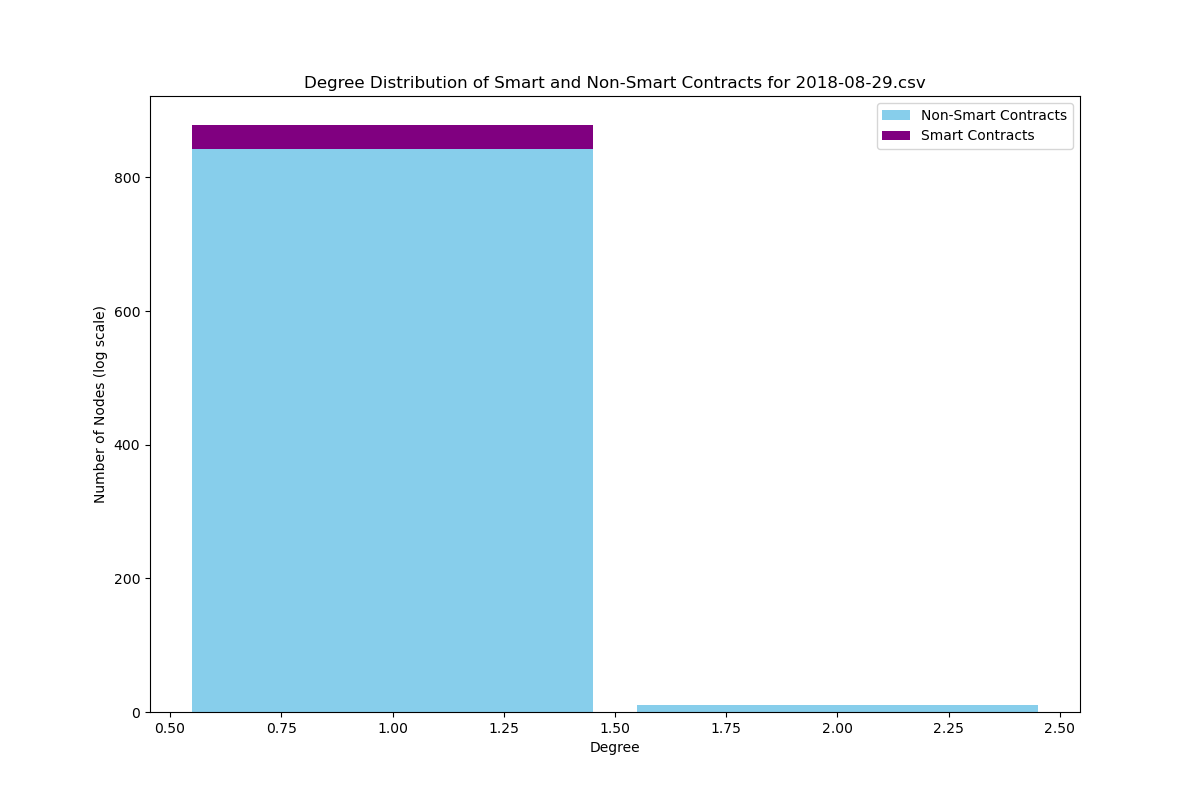 Degree Distribution of Smart and Non-Smart Contracts for 2018-08-29.csv
Non-Smart Contracts
Smart Contracts
Number of Nodes (log scale)
800
600
400
200
0
0.50 0.75 1.00 1.25 1.50 1.75 2.00 2.25 2.50
Degree